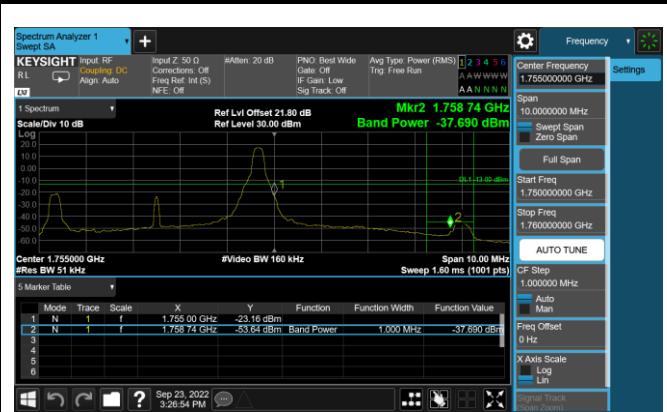 Spectrum Analyzer 1
Swept SA
Frequency
KEYSIGHT
RL
LXI
Input: RF
Coupling: DC
Align: Auto
Input Z: 50 Ω
Corrections: Off
Freq Ref: Int (S)
NFE: Off
#Atten: 20 dB
PNO: Best Wide
Gate: Off
IF Gain: Low
Sig Track: Off
Avg Type: Power (RMS)
Trig: Free Run
1 2 3 4 5 6
A A W W W W
A A N N N N
Center Frequency
1.755000000 GHz
Settings
1 Spectrum
Scale/Div 10 dB
Log
Ref Lvl Offset 21.80 dB
Ref Level 30.00 dBm
Mkr2 1.758 74 GHz
Band Power -37.690 dBm
Span
10.0000000 MHz
Swept Span
Zero Span
Full Span
Start Freq
1.750000000 GHz
Stop Freq
1.760000000 GHz
AUTO TUNE
CF Step
1.000000 MHz
Auto
Man
Freq Offset
0 Hz
X Axis Scale
Log
Lin
Signal Track
(Span Zoom)
20.0
10.0
0.00
-10.0
-20.0
-30.0
-40.0
-50.0
-60.0
DL1 -13.00 dBm
1
2
Center 1.755000 GHz
#Res BW 51 kHz
#Video BW 160 kHz
Span 10.00 MHz
Sweep 1.60 ms (1001 pts)
5 Marker Table
Mode Trace Scale X Y Function Function Width Function Value
1 N 1 f 1.755 00 GHz -23.16 dBm
2 N 1 f 1.758 74 GHz -53.64 dBm Band Power 1.000 MHz -37.690 dBm
3
4
5
6
?
Sep 23, 2022
3:26:54 PM